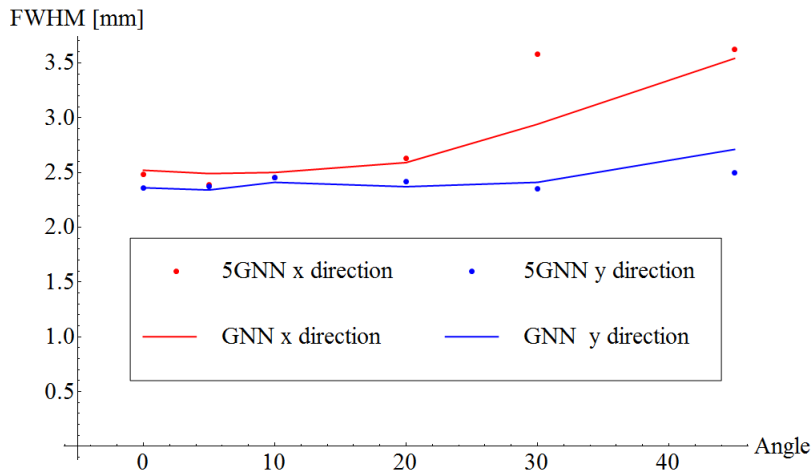 FWHM [mm]
3.5
3.0
2.5
2.0
5GNN x direction 5GNN y direction
1.5
1.0 GNN x direction GNN y direction
0.5
Angle
0 10 20 30 40